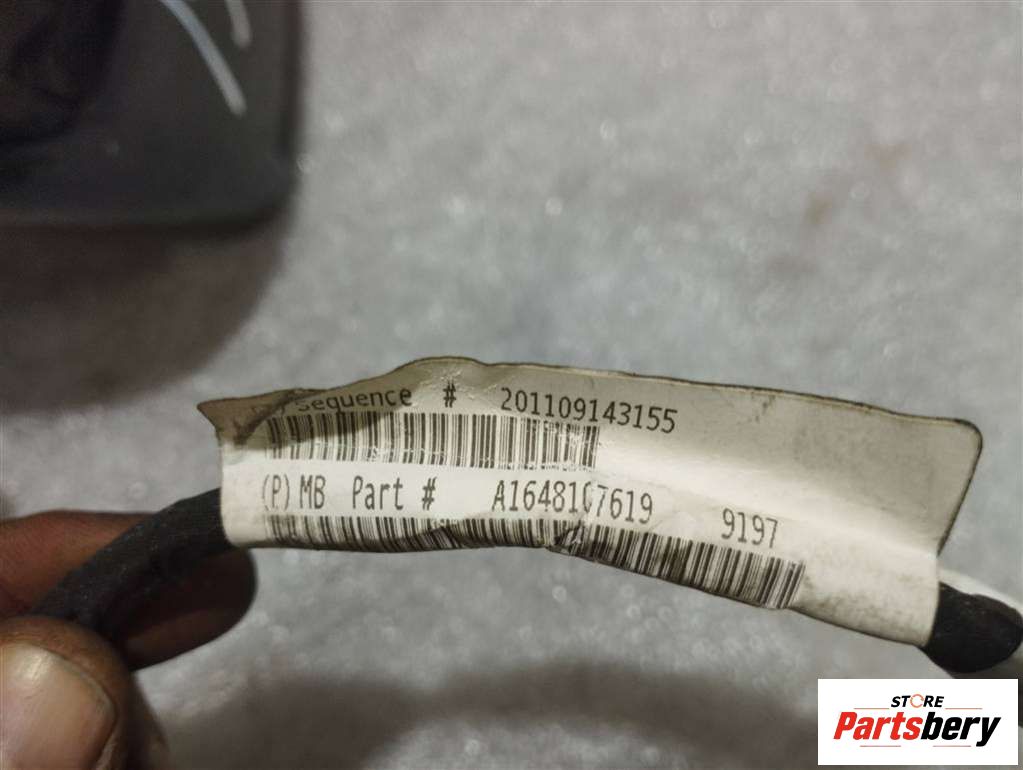 Sequence # 201109143155
(P) MB Part # A1648107619 9197
STORE
Partsbery